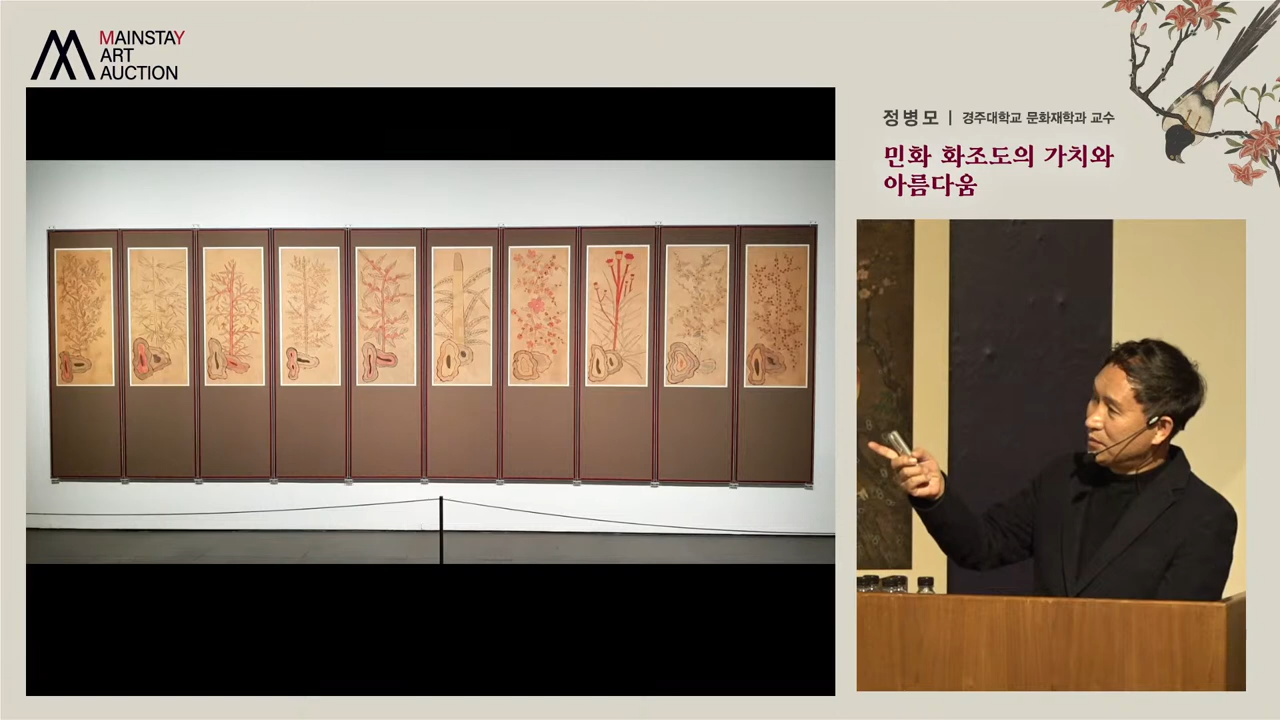 MAINSTAY
ART
AUCTION
정병모 | 경주대학교 문화재학과 교수
민화 화조도의 가치와
아름다움